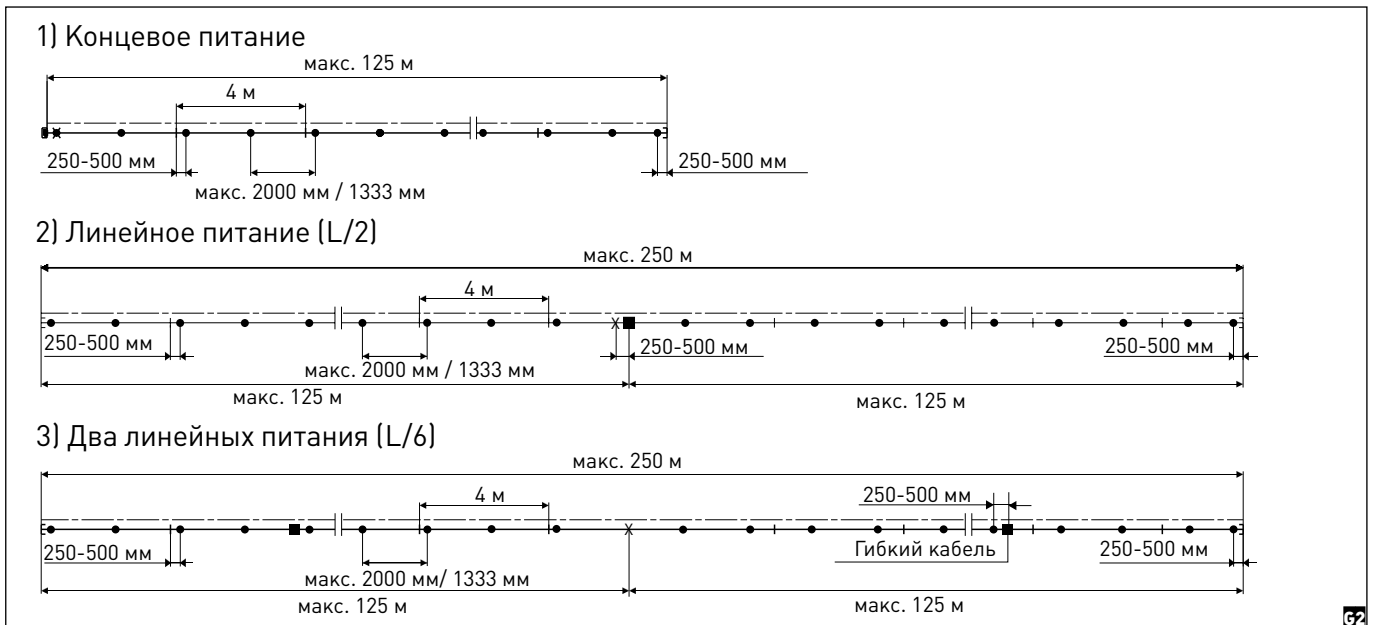 1) Концевое питание
макс. 125 м
4 м
250-500 мм
250-500 мм
макс. 2000 мм / 1333 мм
2) Линейное питание (L/2)
макс. 250 м
4 м
250-500 мм
250-500 мм
250-500 мм
макс. 2000 мм / 1333 мм
макс. 125 м
макс. 125 м
3) Два линейных питания (L/6)
макс. 250 м
4 м
250-500 мм
250-500 мм
Гибкий кабель
250-500 мм
макс. 2000 мм/ 1333 мм
макс. 125 м
макс. 125 м
G2